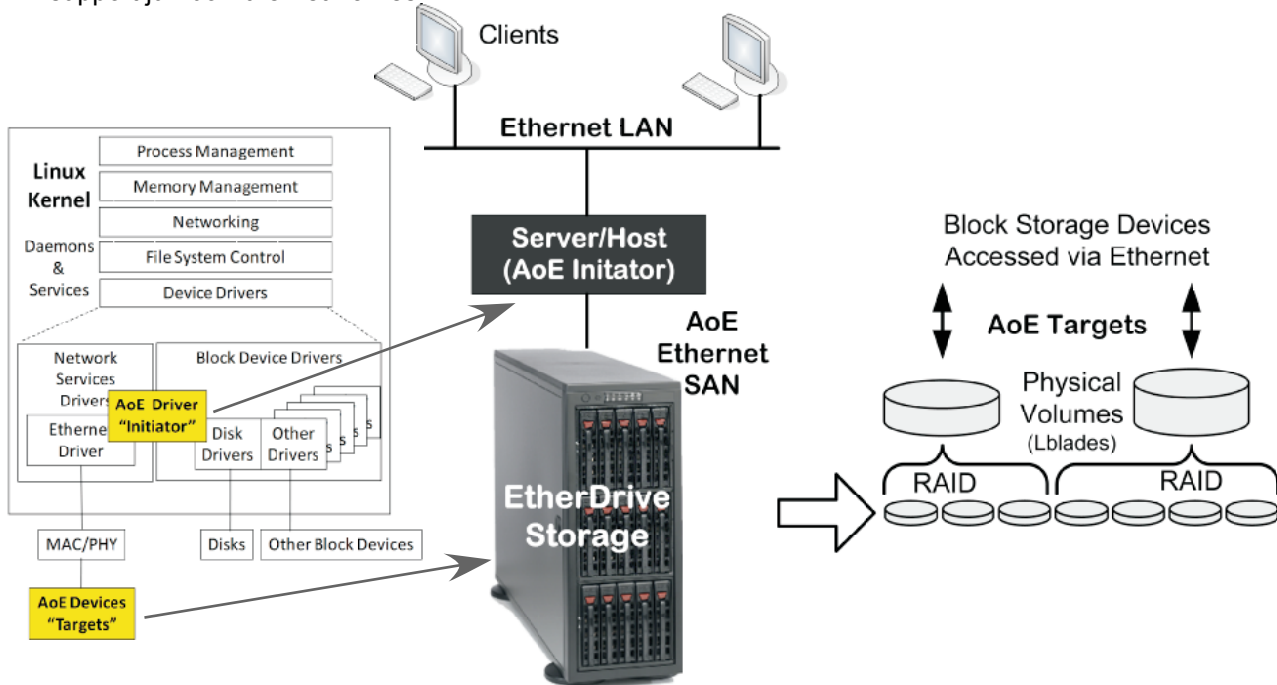 Clients
Ethernet LAN
Linux
Kernel
Daemons
&
Services
Process Management
Memory Management
Networking
File System Control
Device Drivers
Network
Services
Drivers
Block Device Drivers
AoE Driver
"Initiator"
Ethernet
Driver
Disk
Drivers
Other
Drivers
s
s
s
MAC/PHY
Disks
Other Block Devices
AoE Devices
"Targets"
Server/Host
(AoE Initator)
AoE
Ethernet
SAN
EtherDrive
Storage
Block Storage Devices
Accessed via Ethernet
AoE Targets
Physical
Volumes
(Lblades)
RAID
RAID